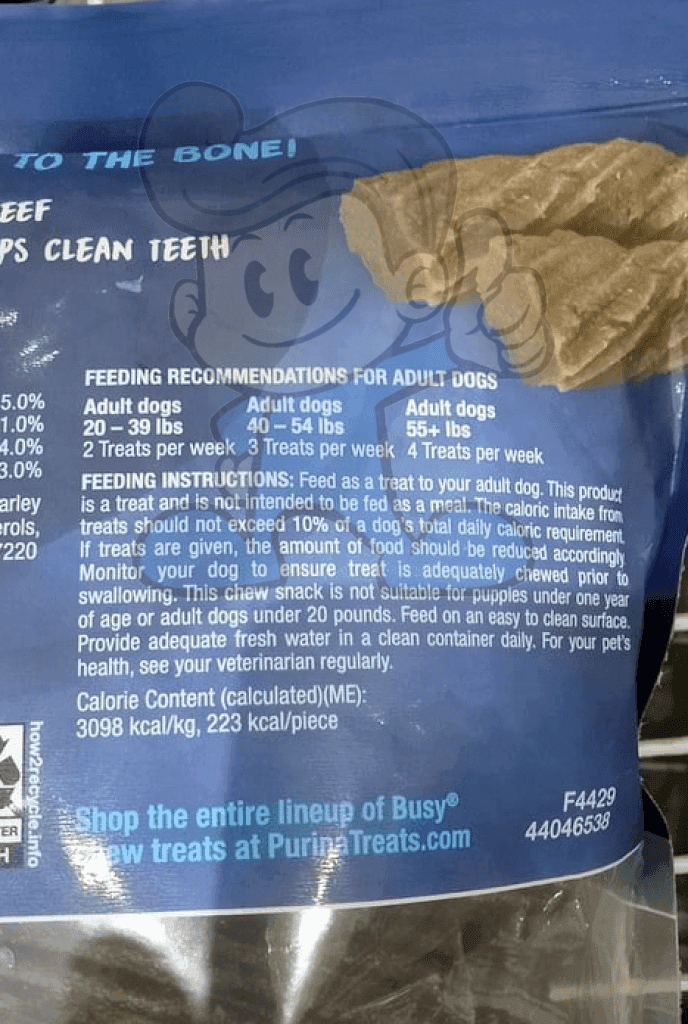 TO THE BONE!
EEF
PS CLEAN TEETH
FEEDING RECOMMENDATIONS FOR ADULT DOGS
Adult dogs Adult dogs Adult dogs
20 – 39 lbs 40 – 54 lbs 55+ lbs
2 Treats per week 3 Treats per week 4 Treats per week
5.0%
1.0%
4.0%
3.0%
arley
erols,
7220
FEEDING INSTRUCTIONS: Feed as a treat to your adult dog. This product
is a treat and is not intended to be fed as a meal. The caloric intake from
treats should not exceed 10% of a dog's total daily caloric requirement.
If treats are given, the amount of food should be reduced accordingly.
Monitor your dog to ensure treat is adequately chewed prior to
swallowing. This chew snack is not suitable for puppies under one year
of age or adult dogs under 20 pounds. Feed on an easy to clean surface.
Provide adequate fresh water in a clean container daily. For your pet's
health, see your veterinarian regularly.
Calorie Content (calculated)(ME):
3098 kcal/kg, 223 kcal/piece
how2recycle.info
ER
H
Shop the entire lineup of Busy®
ew treats at PurinaTreats.com
F4429
44046538